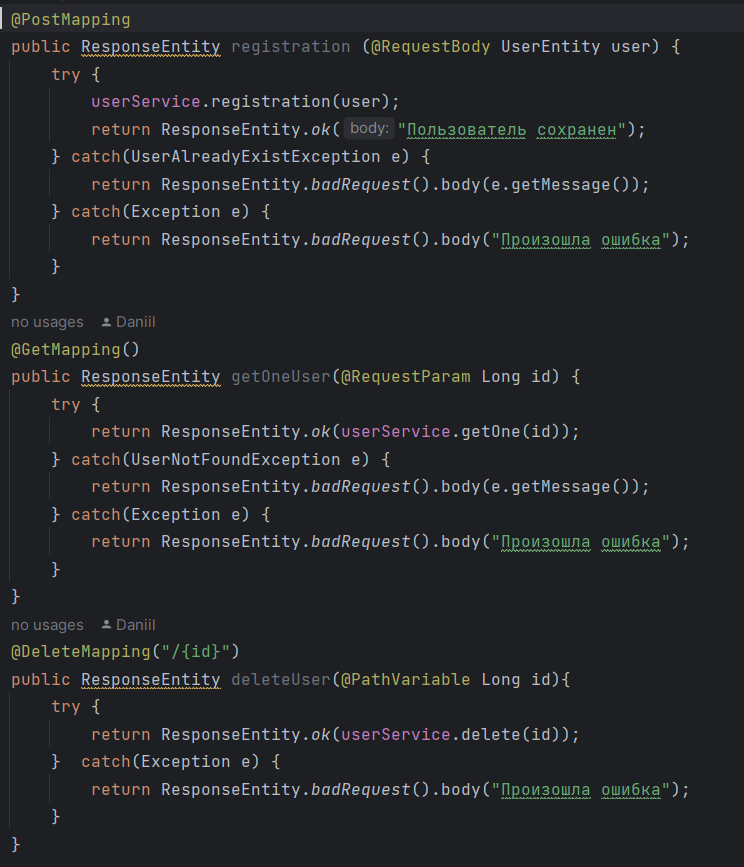 @PostMapping
public ResponseEntity registration (@RequestBody UserEntity user) {
    try {
        userService.registration(user);
        return ResponseEntity.ok( body: "Пользователь сохранен");
    } catch(UserAlreadyExistException e) {
        return ResponseEntity.badRequest().body(e.getMessage());
    } catch(Exception e) {
        return ResponseEntity.badRequest().body("Произошла ошибка");
    }
}
no usages Daniil
@GetMapping()
public ResponseEntity getOneUser(@RequestParam Long id) {
    try {
        return ResponseEntity.ok(userService.getOne(id));
    } catch(UserNotFoundException e) {
        return ResponseEntity.badRequest().body(e.getMessage());
    } catch(Exception e) {
        return ResponseEntity.badRequest().body("Произошла ошибка");
    }
}
no usages Daniil
@DeleteMapping("/{id}")
public ResponseEntity deleteUser(@PathVariable Long id){
    try {
        return ResponseEntity.ok(userService.delete(id));
    }  catch(Exception e) {
        return ResponseEntity.badRequest().body("Произошла ошибка");
    }
}